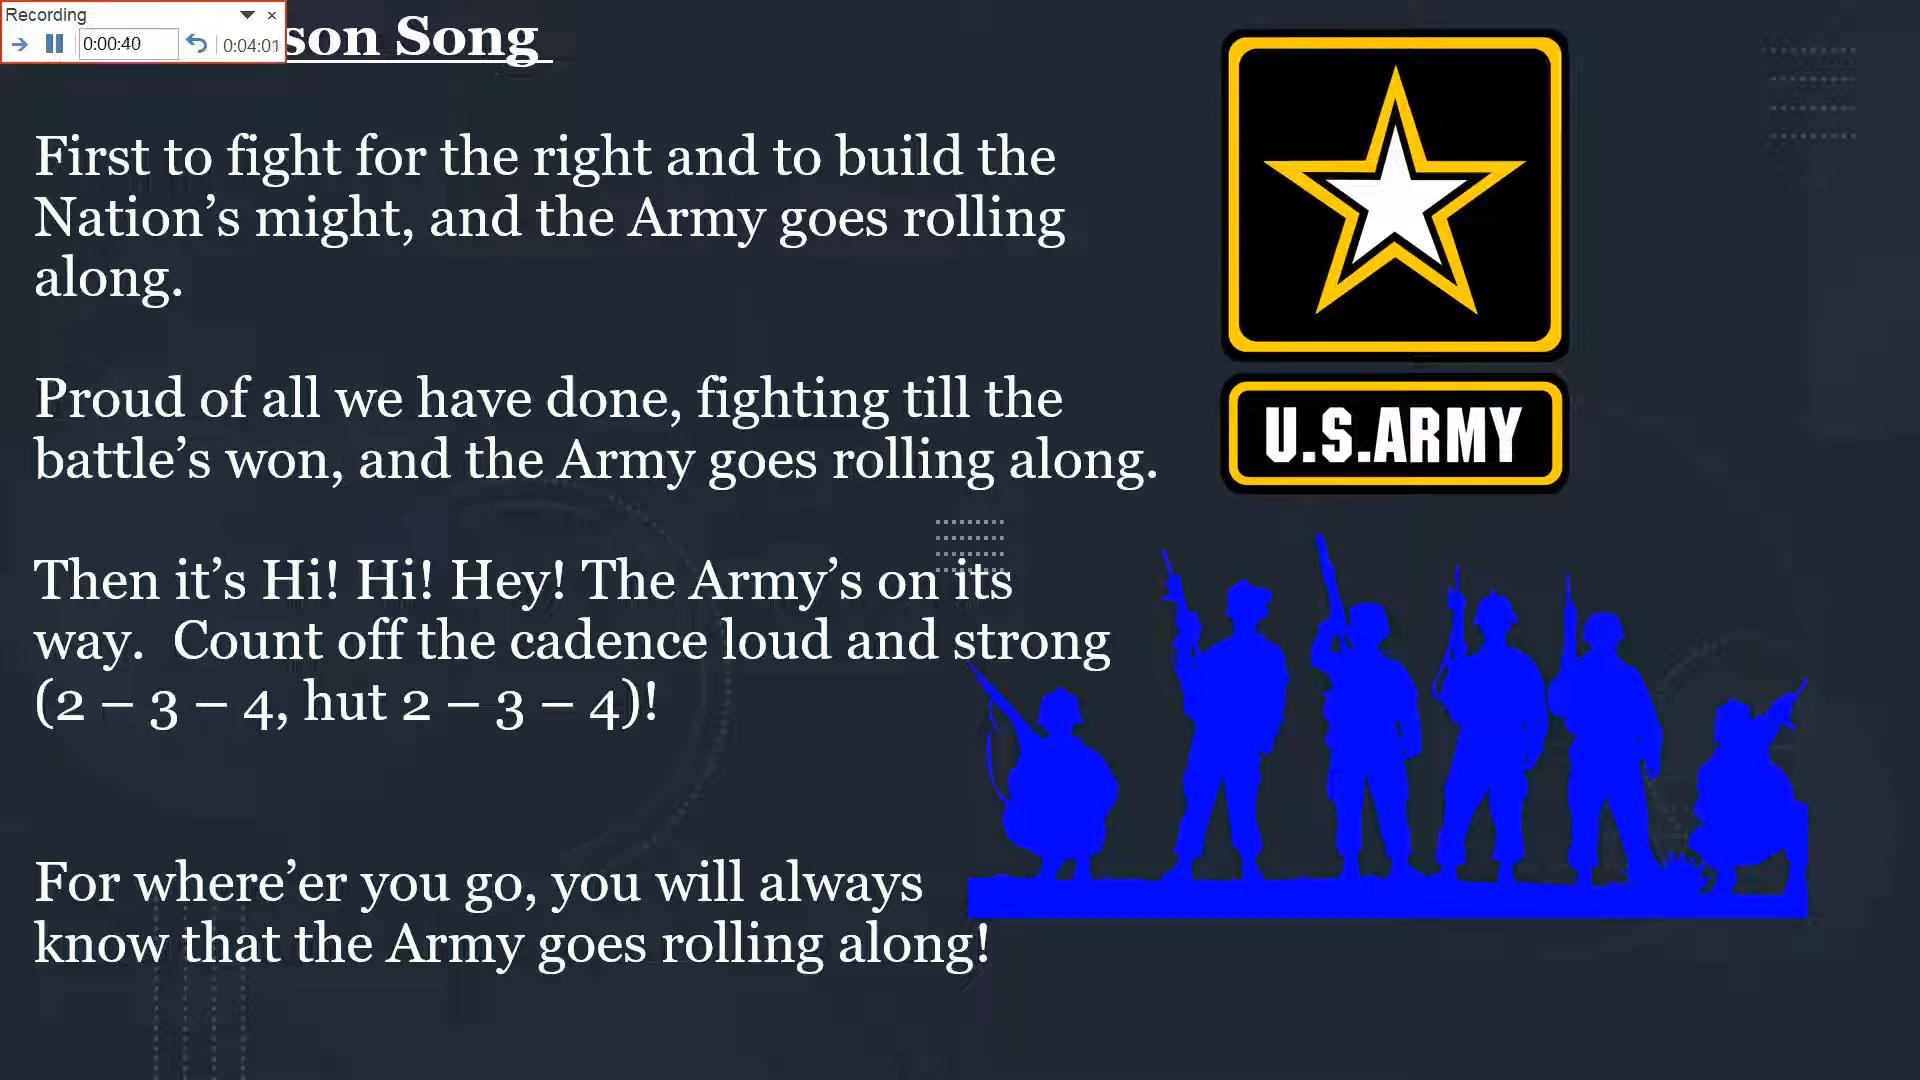 Recording
0:00:40
0:04:01
son Song
First to fight for the right and to build the
Nation’s might, and the Army goes rolling
along.
Proud of all we have done, fighting till the
battle’s won, and the Army goes rolling along.
Then it’s Hi! Hi! Hey! The Army’s on its
way.  Count off the cadence loud and strong
(2 – 3 – 4, hut 2 – 3 – 4)!
For where’er you go, you will always
know that the Army goes rolling along!
U.S.ARMY